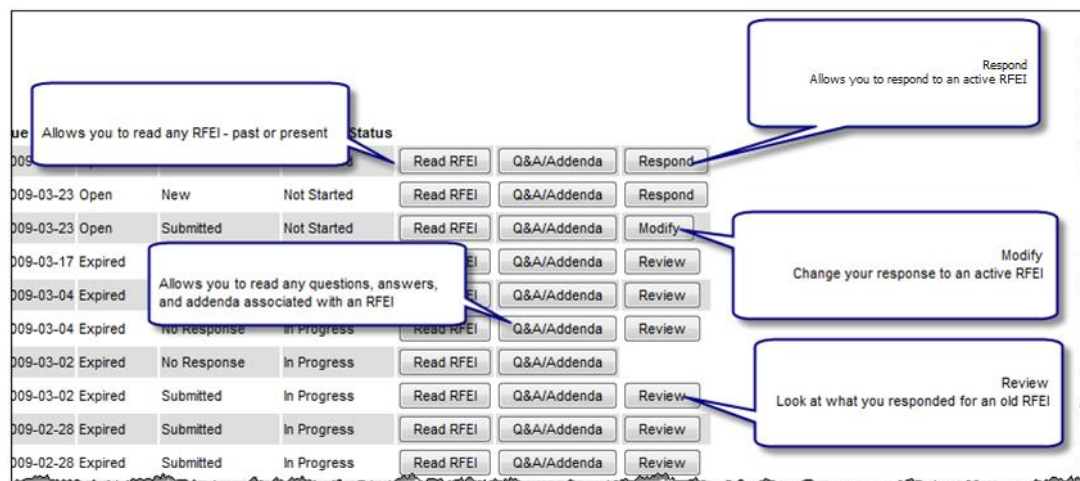 Respond
Allows you to respond to an active RFEI
ue Allows you to read any RFEI - past or present Status
009- Read RFEI Q&A/Addenda Respond
009-03-23 Open New Not Started Read RFEI Q&A/Addenda Respond
009-03-23 Open Submitted Not Started Read RFEI Q&A/Addenda Modify
Modify
Change your response to an active RFEI
009-03-17 Expired EI Q&A/Addenda Review
Allows you to read any questions, answers,
and addenda associated with an RFEI
009-03-04 Expired EI Q&A/Addenda Review
009-03-04 Expired No Response In Progress Read RFEI Q&A/Addenda Review
009-03-02 Expired No Response In Progress Read RFEI Q&A/Addenda
009-03-02 Expired Submitted In Progress Read RFEI Q&A/Addenda Review
Review
Look at what you responded for an old RFEI
009-02-28 Expired Submitted In Progress Read RFEI Q&A/Addenda Review
009-02-28 Expired Submitted In Progress Read RFEI Q&A/Addenda Review